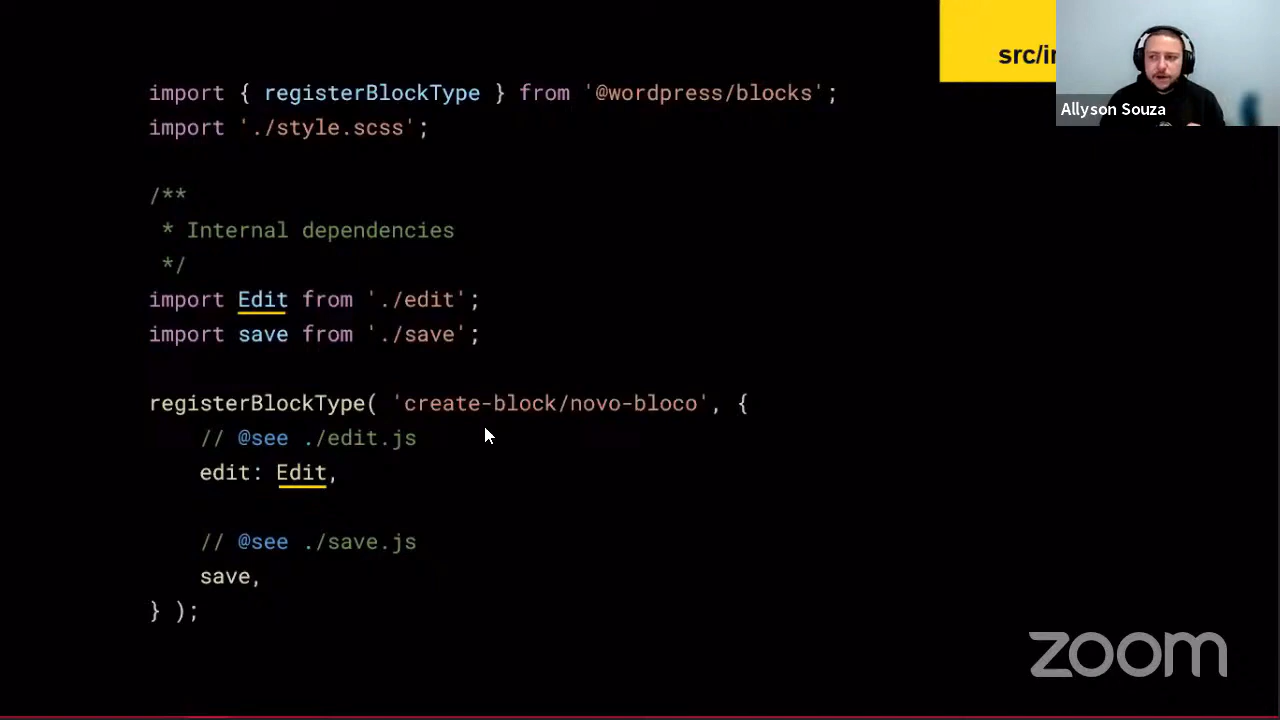 src/in
Allyson Souza
import { registerBlockType } from '@wordpress/blocks';
import './style.scss';
/**
* Internal dependencies
*/
import Edit from './edit';
import save from './save';
registerBlockType( 'create-block/novo-bloco', {
// @see ./edit.js
edit: Edit,
// @see ./save.js
save,
} );
zoom